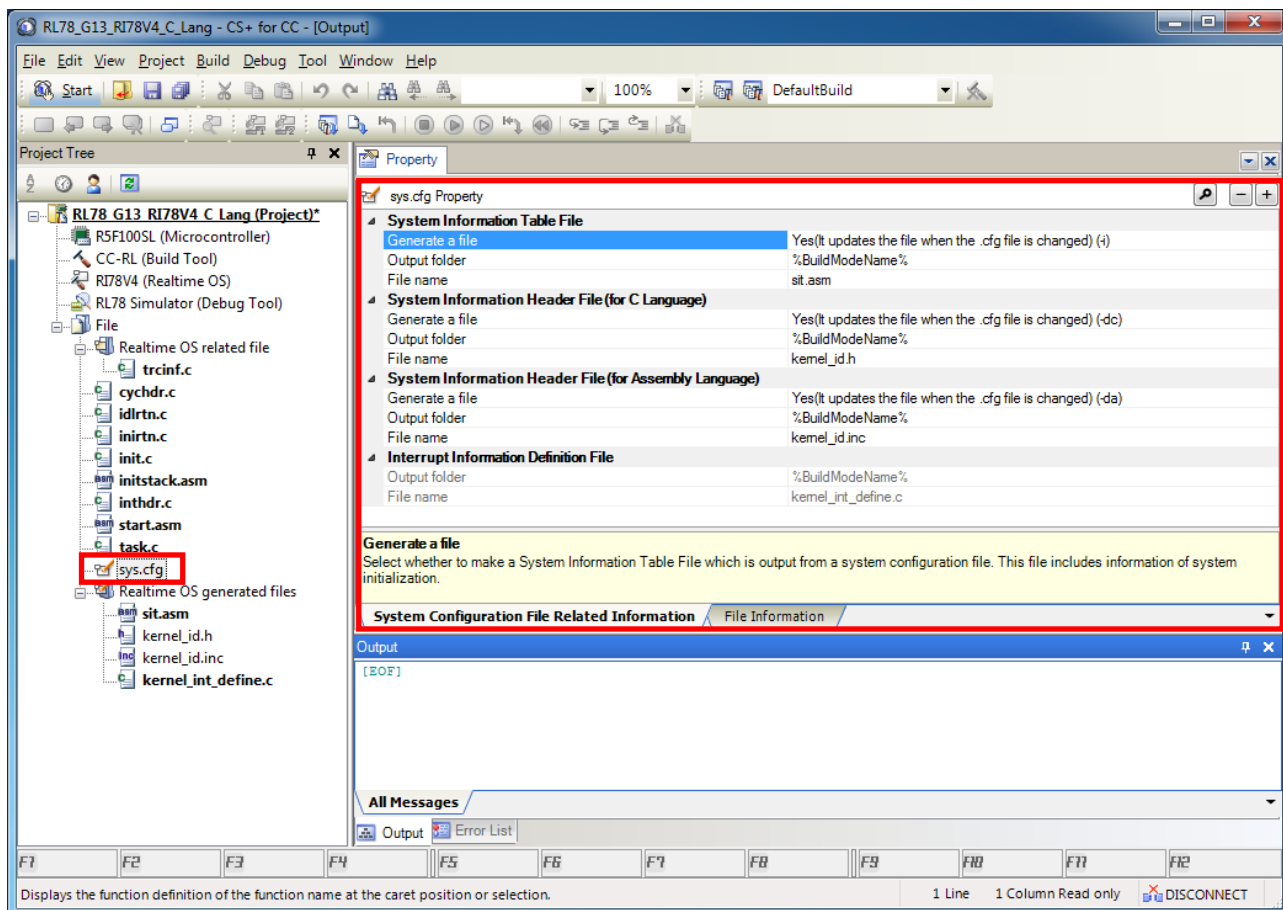 RL78_G13_RI78V4_C_Lang - CS+ for CC - [Output]
File Edit View Project Build Debug Tool Window Help
Start 100% DefaultBuild
Project Tree
RL78_G13_RI78V4_C_Lang (Project)*
R5F100SL (Microcontroller)
CC-RL (Build Tool)
RI78V4 (Realtime OS)
RL78 Simulator (Debug Tool)
File
Realtime OS related file
trcinf.c
cychdr.c
idlrtn.c
inirtn.c
init.c
initstack.asm
inthdr.c
start.asm
task.c
sys.cfg
Realtime OS generated files
sit.asm
kernel_id.h
kernel_id.inc
kernel_int_define.c
Property
sys.cfg Property
System Information Table File
Generate a file Yes(It updates the file when the .cfg file is changed) (-i)
Output folder %BuildModeName%
File name sit.asm
System Information Header File (for C Language)
Generate a file Yes(It updates the file when the .cfg file is changed) (-dc)
Output folder %BuildModeName%
File name kernel_id.h
System Information Header File (for Assembly Language)
Generate a file Yes(It updates the file when the .cfg file is changed) (-da)
Output folder %BuildModeName%
File name kernel_id.inc
Interrupt Information Definition File
Output folder %BuildModeName%
File name kernel_int_define.c
Generate a file
Select whether to make a System Information Table File which is output from a system configuration file. This file includes information of system
initialization.
System Configuration File Related Information File Information
Output
[EOF]
All Messages
Output Error List
F1 F2 F3 F4 F5 F6 F7 F8 F9 F10 F11 F12
Displays the function definition of the function name at the caret position or selection. 1 Line 1 Column Read only DISCONNECT